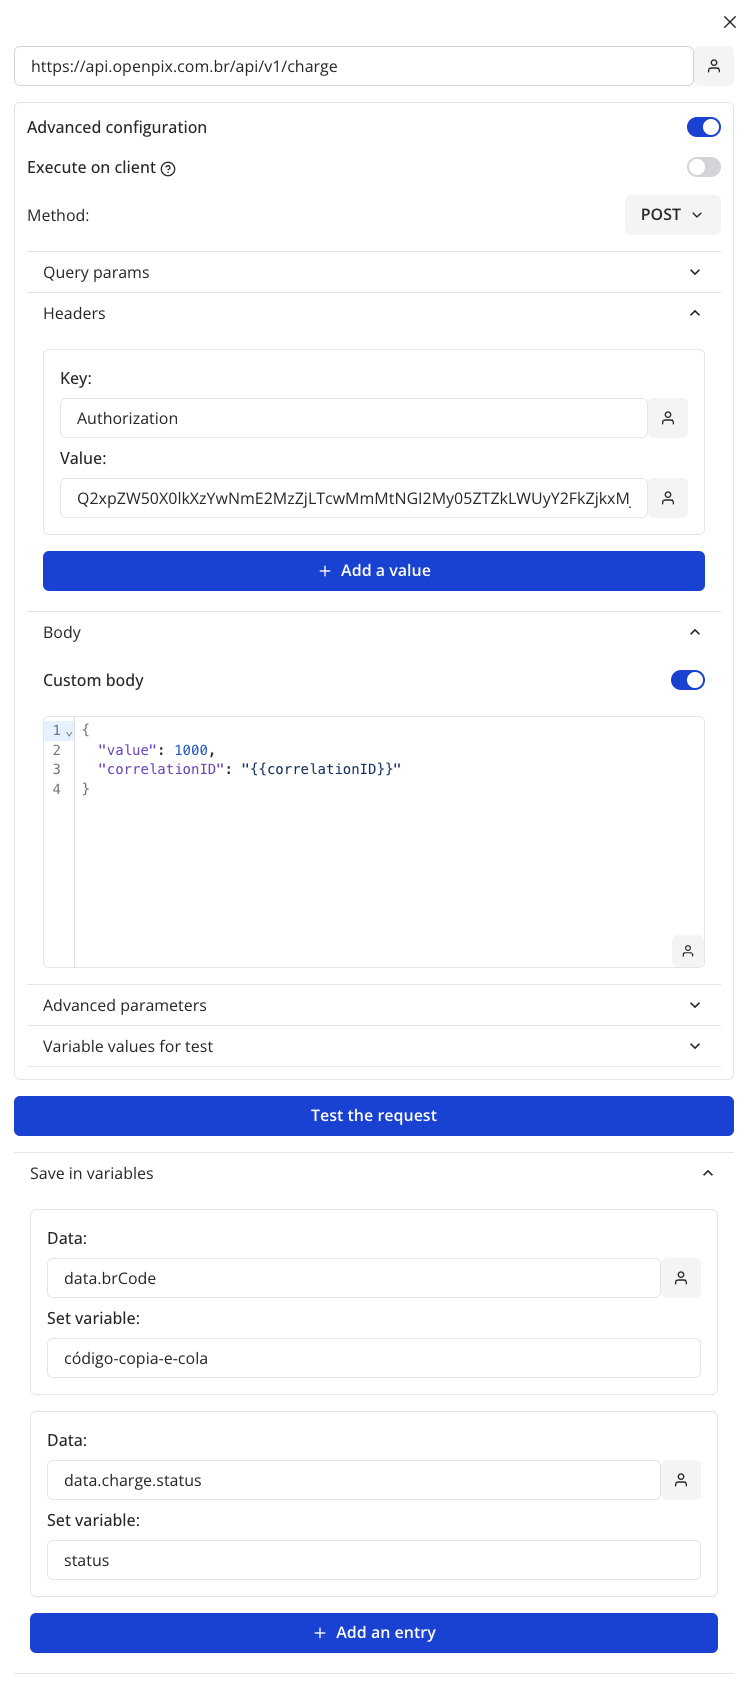 https://api.openpix.com.br/api/v1/charge
Advanced configuration
Execute on client
Method:
POST
Query params
Headers
Key:
Authorization
Value:
Q2xpZW50X0lkXzYwNmE2MzZjLTcwMmMtNGI2My05ZTZkLWUyY2FkZjkxM
+ Add a value
Body
Custom body
1 {
2 "value": 1000,
3 "correlationID": "{{correlationID}}"
4 }
Advanced parameters
Variable values for test
Test the request
Save in variables
Data:
data.brCode
Set variable:
código-copia-e-cola
Data:
data.charge.status
Set variable:
status
+ Add an entry